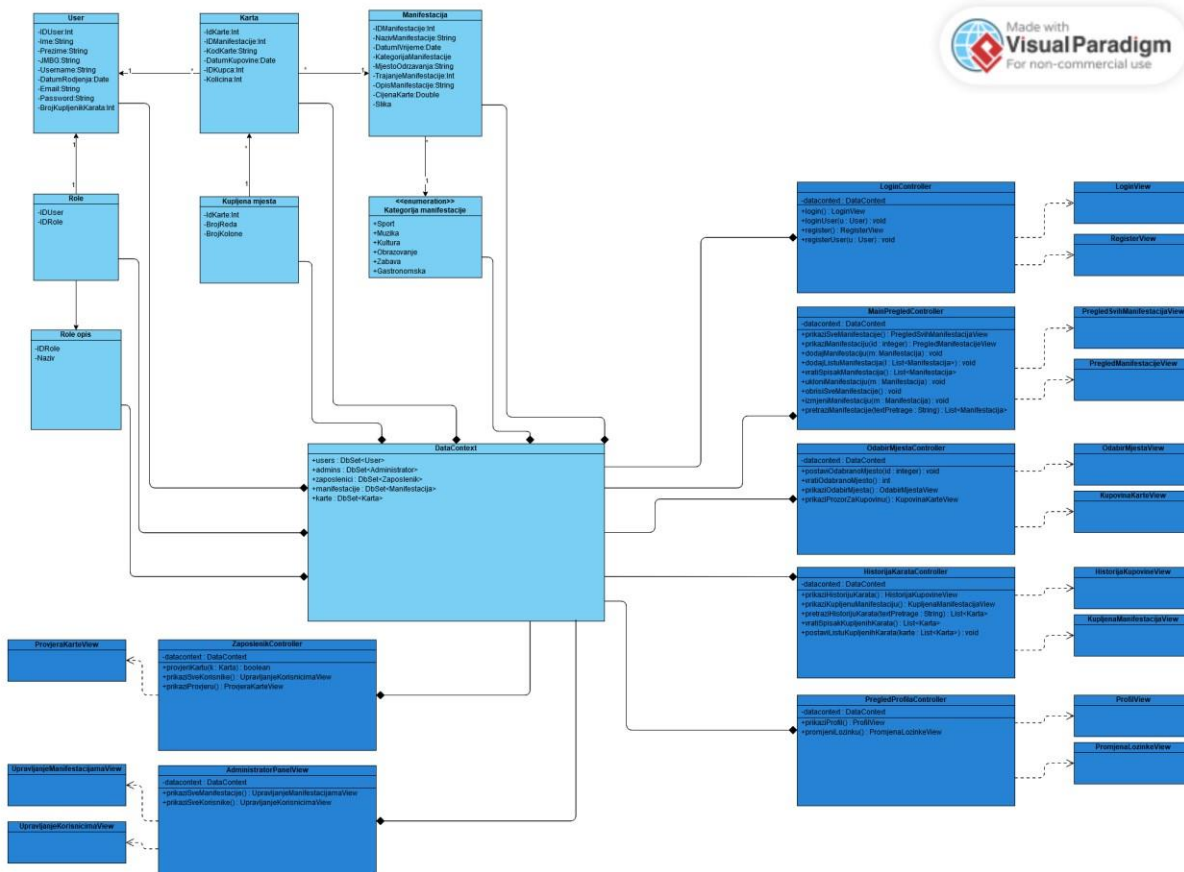 Made with
Visual Paradigm
For non-commercial use
User
-IDUser:Int
-Ime:String
-Prezime:String
-JMBG:String
-Username:String
-DatumRodjenja:Date
-Email:String
-Password:String
-BrojKupljenikKarata:Int
Karta
-IdKarte:Int
-IDManifestacije:Int
-KodKarte:String
-DatumKupovine:Date
-IDKupca:Int
-Kolicina:Int
Manifestacija
-IDManifestacije:Int
-NazivManifestacije:String
-DatumIVrijeme:Date
-KategorijaManifestacije
-MjestoOdrzavanja:String
-TrajanjeManifestacije:Int
-OpisManifestacije:String
-CijenaKarte:Double
-Slika
1
*
*
1
1
1
*
1
*
1
Role
-IDUser
-IDRole
Kupljena mjesta
-IdKarte:Int
-BrojReda
-BrojKolone
<<enumeration>>
Kategorija manifestacije
+Sport
+Muzika
+Kultura
+Obrazovanje
+Zabava
+Gastronomska
Role opis
-IDRole
-Naziv
DataContext
+users : DbSet<User>
+admins : DbSet<Administrator>
+zaposlenici : DbSet<Zaposlenik>
+manifestacije : DbSet<Manifestacija>
+karte : DbSet<Karta>
LoginController
-datacontext : DataContext
+login() : LoginView
+loginUser(u : User) : void
+register() : RegisterView
+registerUser(u : User) : void
LoginView
RegisterView
MainPregledController
-datacontext : DataContext
+prikaziSveManifestacije() : PregledSvihManifestacijaView
+prikaziManifestaciju(id : integer) : PregledManifestacijeView
+dodajManifestaciju(m : Manifestacija) : void
+dodajListuManifestacija(l : List<Manifestacija>) : void
+vratiSpisakManifestacija() : List<Manifestacija>
+ukloniManifestaciju(m : Manifestacija) : void
+obrisiSveManifestacije() : void
+izmjeniManifestaciju(m : Manifestacija) : void
+pretraziManifestacije(textPretrage : String) : List<Manifestacija>
PregledSvihManifestacijaView
PregledManifestacijeView
OdabirMjestaController
-datacontext : DataContext
+postaviOdabranoMjesto(id : integer) : void
+vratiOdabranoMjesto() : int
+prikaziOdabirMjesta() : OdabirMjestaView
+prikaziProzorZaKupovinu() : KupovinaKarteView
OdabirMjestaView
KupovinaKarteView
HistorijaKarataController
-datacontext : DataContext
+prikaziHistorijuKarata() : HistorijaKupovineView
+prikaziKupljenuManifestaciju() : KupljenaManifestacijaView
+pretraziHistorijuKarata(textPretrage : String) : List<Karta>
+vratiSpisakKupljenihKarata() : List<Karta>
+postaviListuKupljenihKarata(karte : List<Karta>) : void
HistorijaKupovineView
KupljenaManifestacijaView
PregledProfilaController
-datacontext : DataContext
+prikaziProfil() : ProfilView
+promjeniLozinku() : PromjenaLozinkeView
ProfilView
PromjenaLozinkeView
ProvjeraKarteView
ZaposlenikController
-datacontext : DataContext
+provjeriKartu(k : Karta) : boolean
+prikaziSveKorisnike() : UpravljanjeKorisnicimaView
+prikaziProvjeru() : ProvjeraKarteView
UpravljanjeManifestacijamaView
UpravljanjeKorisnicimaView
AdministratorPanelView
-datacontext : DataContext
+prikaziSveManifestacije() : UpravljanjeManifestacijamaView
+prikaziSveKorisnike() : UpravljanjeKorisnicimaView